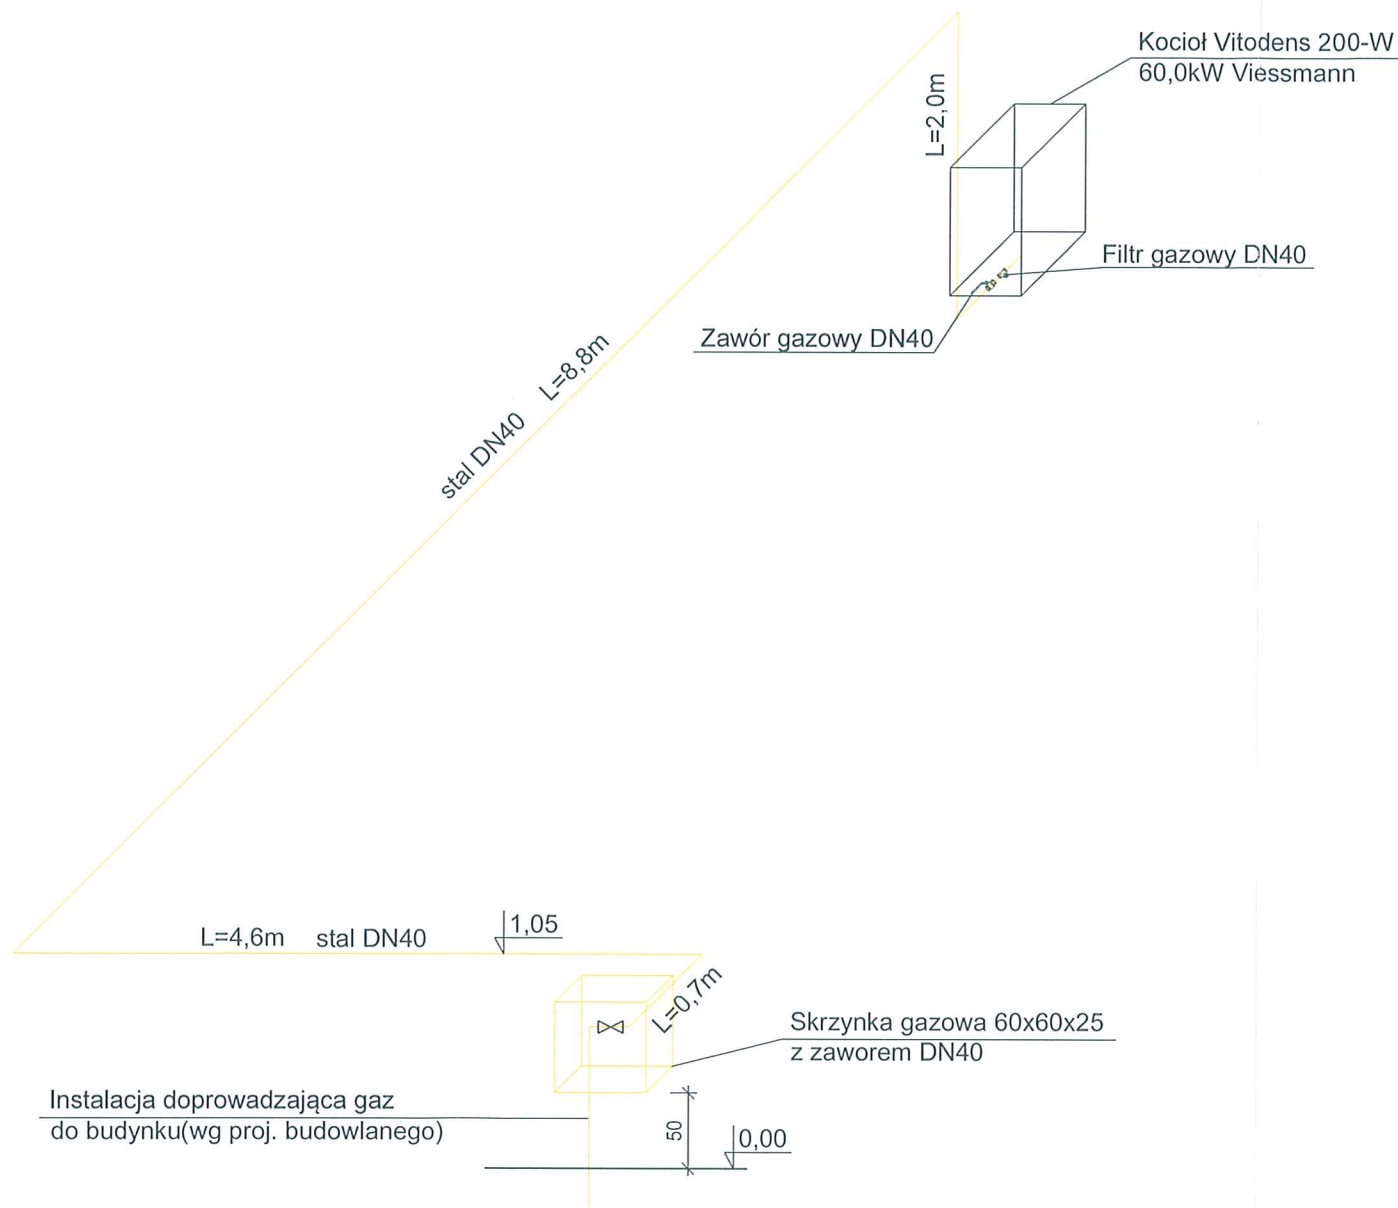 Kocioł Vitodens 200-W
60,0kW Viessmann
L=2,0m
Filtr gazowy DN40
Zawór gazowy DN40
stal DN40 L=8,8m
L=4,6m stal DN40
1,05
L=0,7m
Skrzynka gazowa 60x60x25
z zaworem DN40
Instalacja doprowadzająca gaz
do budynku(wg proj. budowlanego)
50
0,00